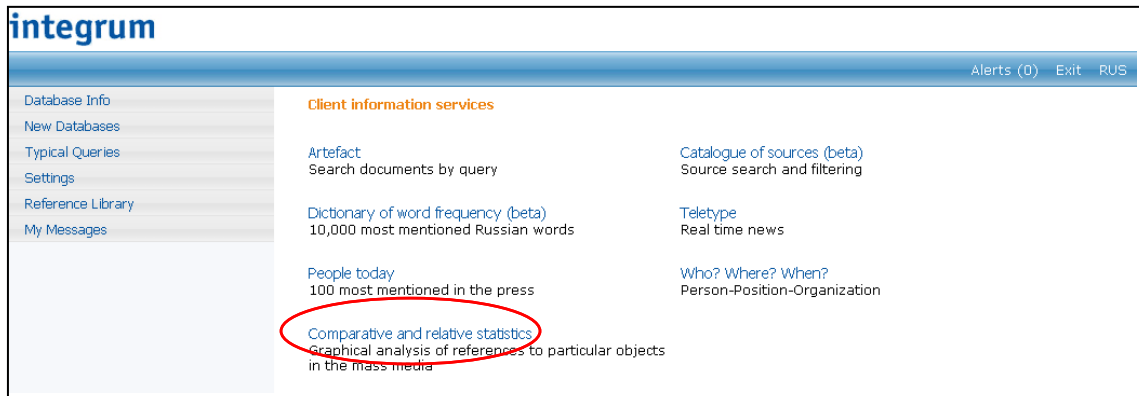 integrum
Alerts (0) Exit RUS
Database Info
New Databases
Typical Queries
Settings
Reference Library
My Messages
Client information services
Artefact
Search documents by query
Catalogue of sources (beta)
Source search and filtering
Dictionary of word frequency (beta)
10,000 most mentioned Russian words
Teletype
Real time news
People today
100 most mentioned in the press
Who? Where? When?
Person-Position-Organization
Comparative and relative statistics
Graphical analysis of references to particular objects
in the mass media